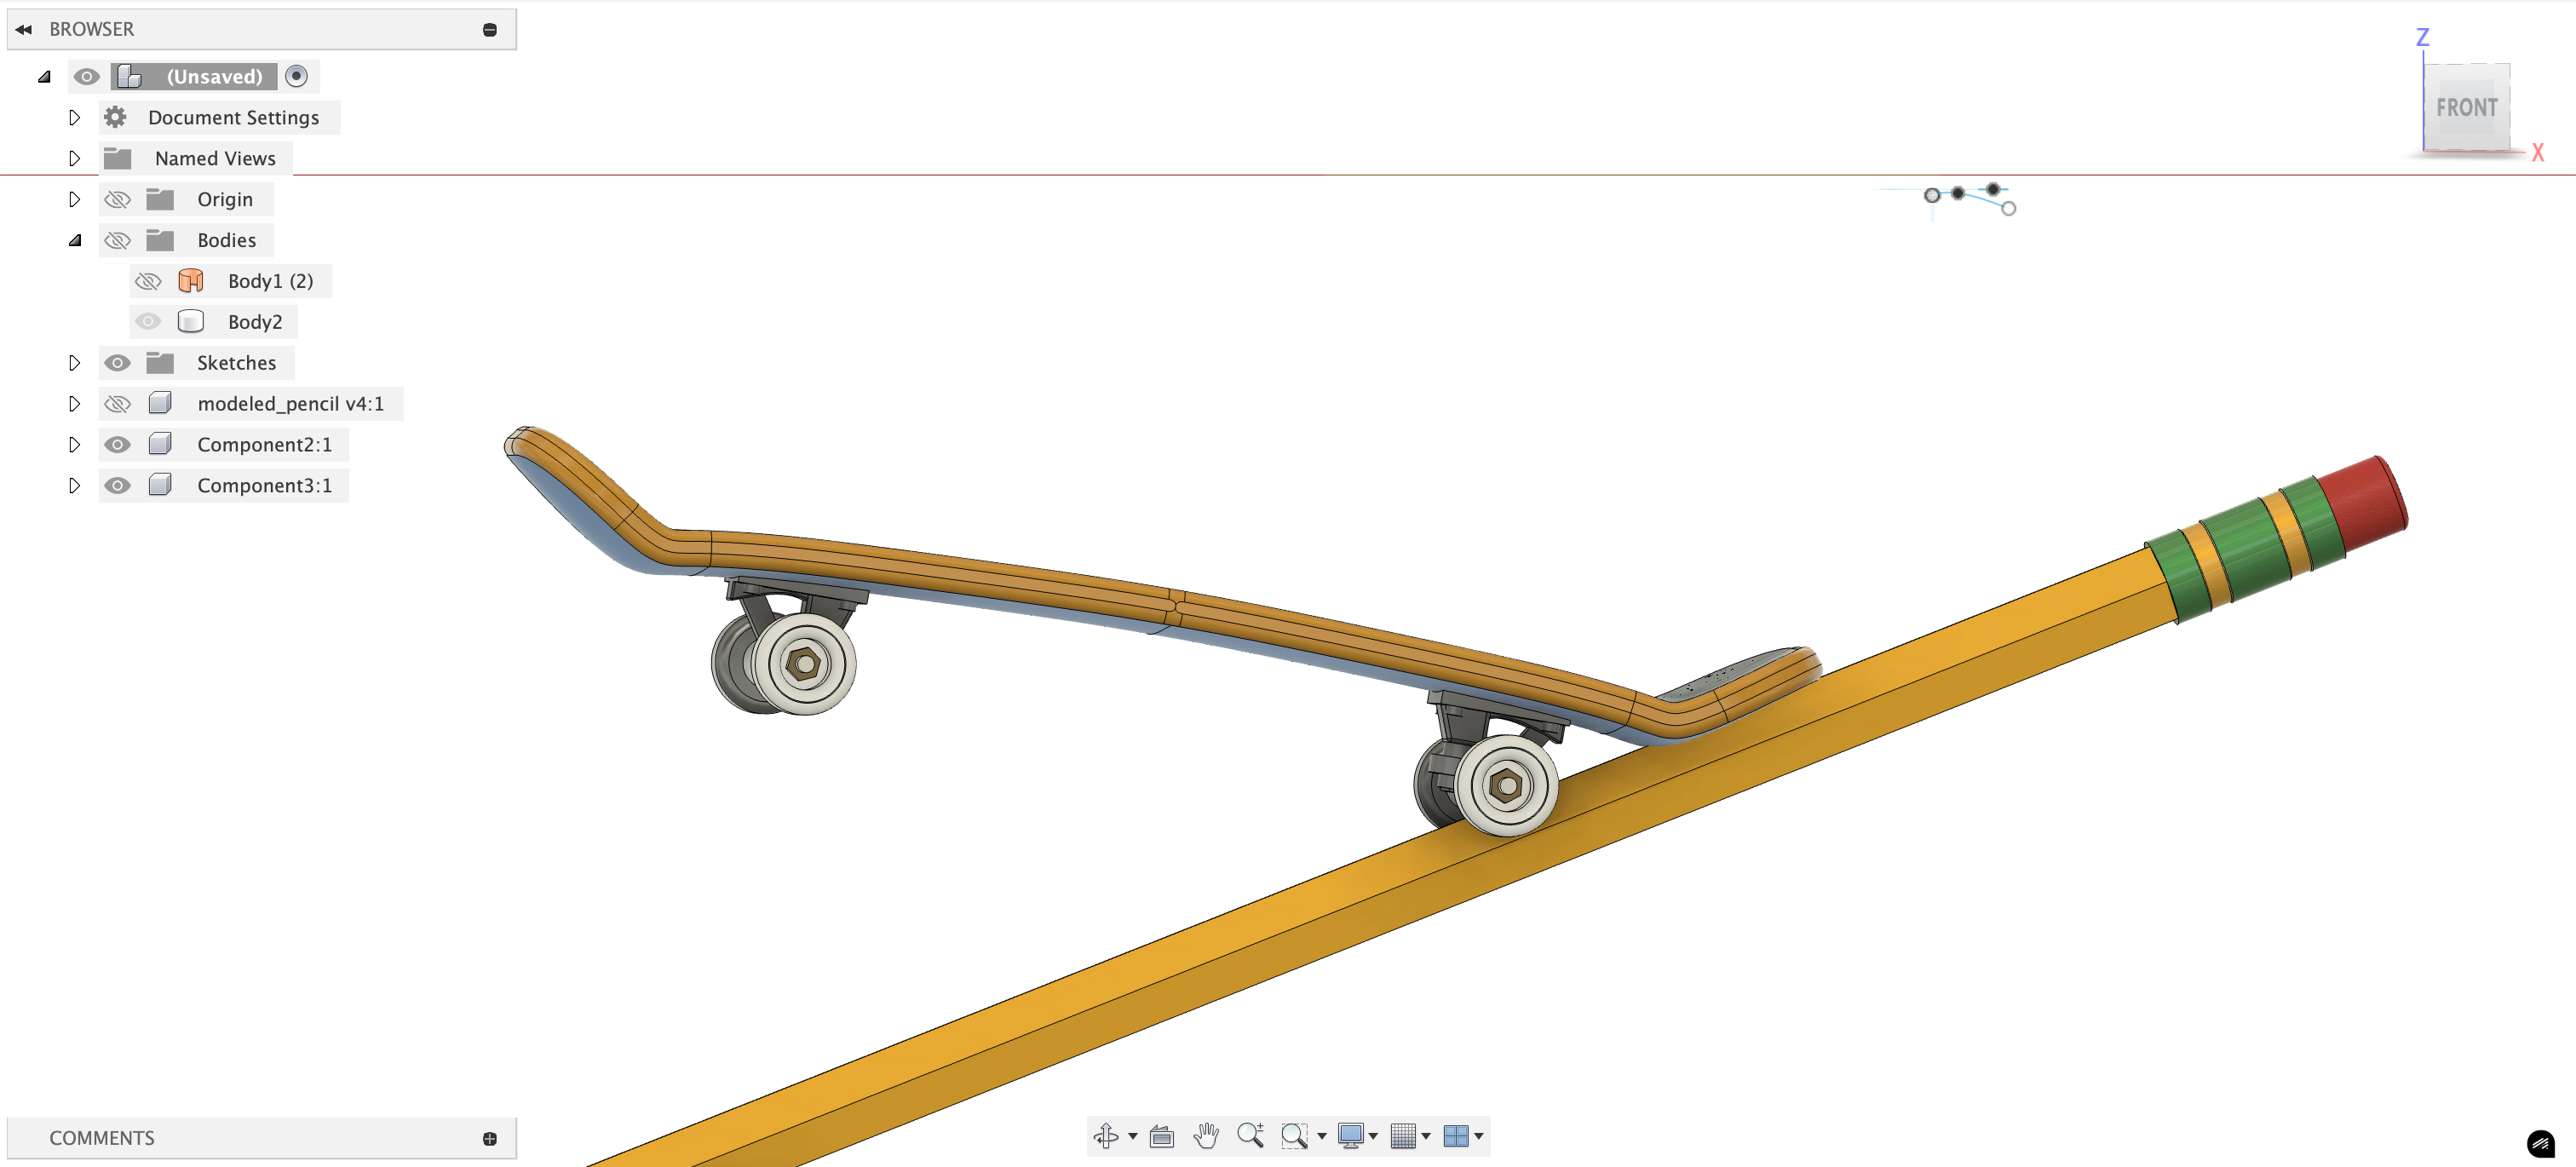 BROWSER
(Unsaved)
Document Settings
Named Views
Origin
Bodies
Body1 (2)
Body2
Sketches
modeled_pencil v4:1
Component2:1
Component3:1
Z
FRONT
X
COMMENTS